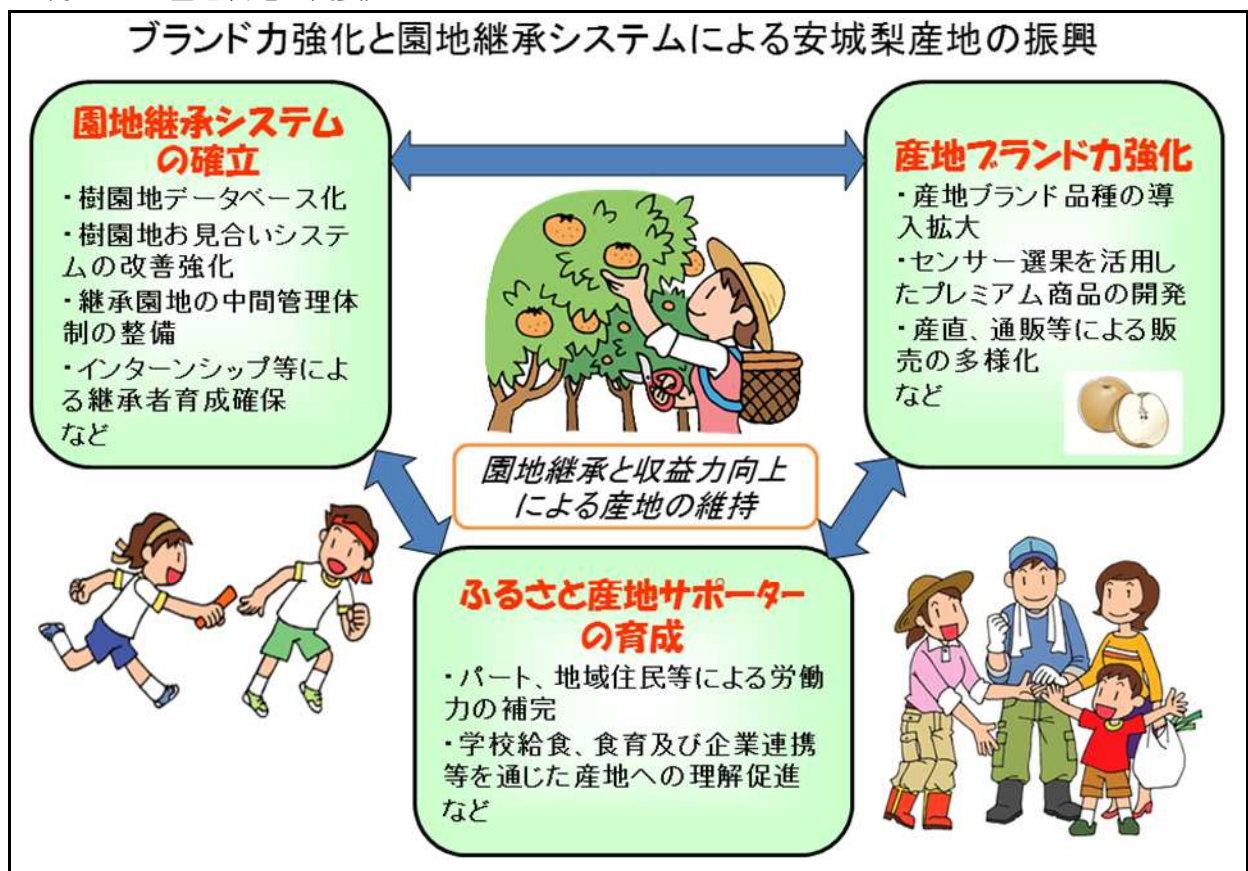 ブランド力強化と園地継承システムによる安城梨産地の振興
園地継承システム
の確立
・樹園地データベース化
・樹園地お見合いシステ
ムの改善強化
・継承園地の中間管理体
制の整備
・インターンシップ等によ
る継承者育成確保
など
産地ブランド力強化
・産地ブランド品種の導
入拡大
・センサー選果を活用し
たプレミアム商品の開発
・産直、通販等による販
売の多様化
など
園地継承と収益力向上
による産地の維持
ふるさと産地サポーター
の育成
・パート、地域住民等による労働
力の補完
・学校給食、食育及び企業連携
等を通じた産地への理解促進
など